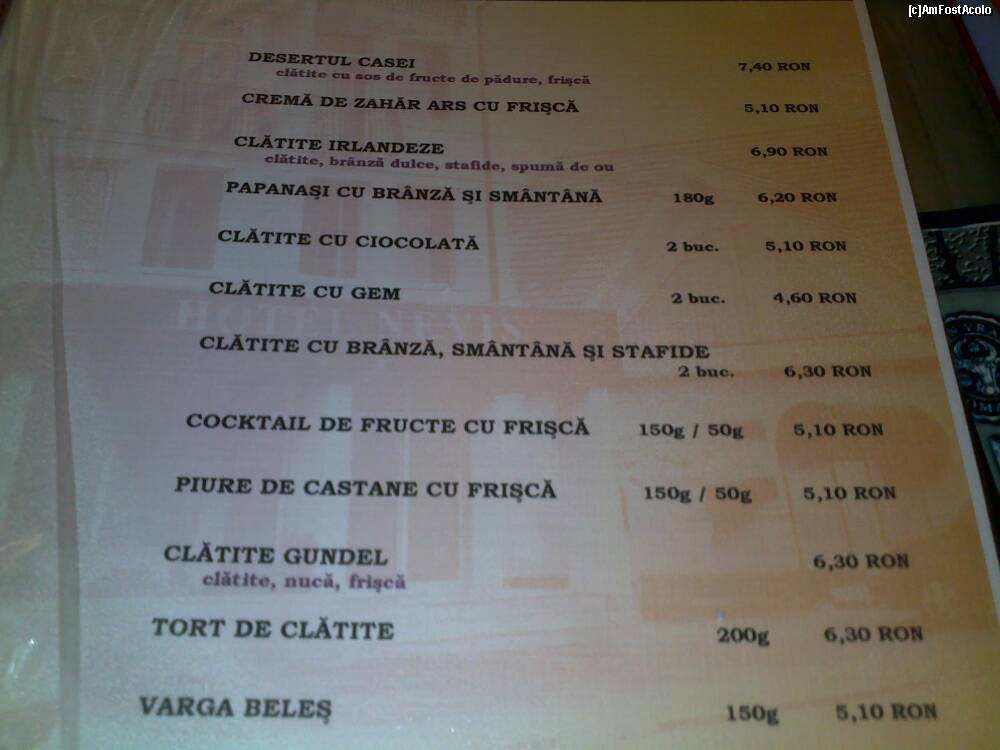 [c]AmFostAcolo
DESERTUL CASEI 7,40 RON
clătite cu sos de fructe de pădure, frişcă
CREMĂ DE ZAHĂR ARS CU FRIŞCĂ 5,10 RON
CLĂTITE IRLANDEZE 6,90 RON
clătite, brânză dulce, stafide, spumă de ou
PAPANAŞI CU BRÂNZĂ ŞI SMÂNTÂNĂ 180g 6,20 RON
CLĂTITE CU CIOCOLATĂ 2 buc. 5,10 RON
CLĂTITE CU GEM 2 buc. 4,60 RON
HOTEL NEVIS
CLĂTITE CU BRÂNZĂ, SMÂNTÂNĂ ŞI STAFIDE
2 buc. 6,30 RON
COCKTAIL DE FRUCTE CU FRIŞCĂ 150g / 50g 5,10 RON
PIURE DE CASTANE CU FRIŞCĂ 150g / 50g 5,10 RON
CLĂTITE GUNDEL 6,30 RON
clătite, nucă, frişcă
TORT DE CLĂTITE 200g 6,30 RON
VARGA BELEŞ 150g 5,10 RON